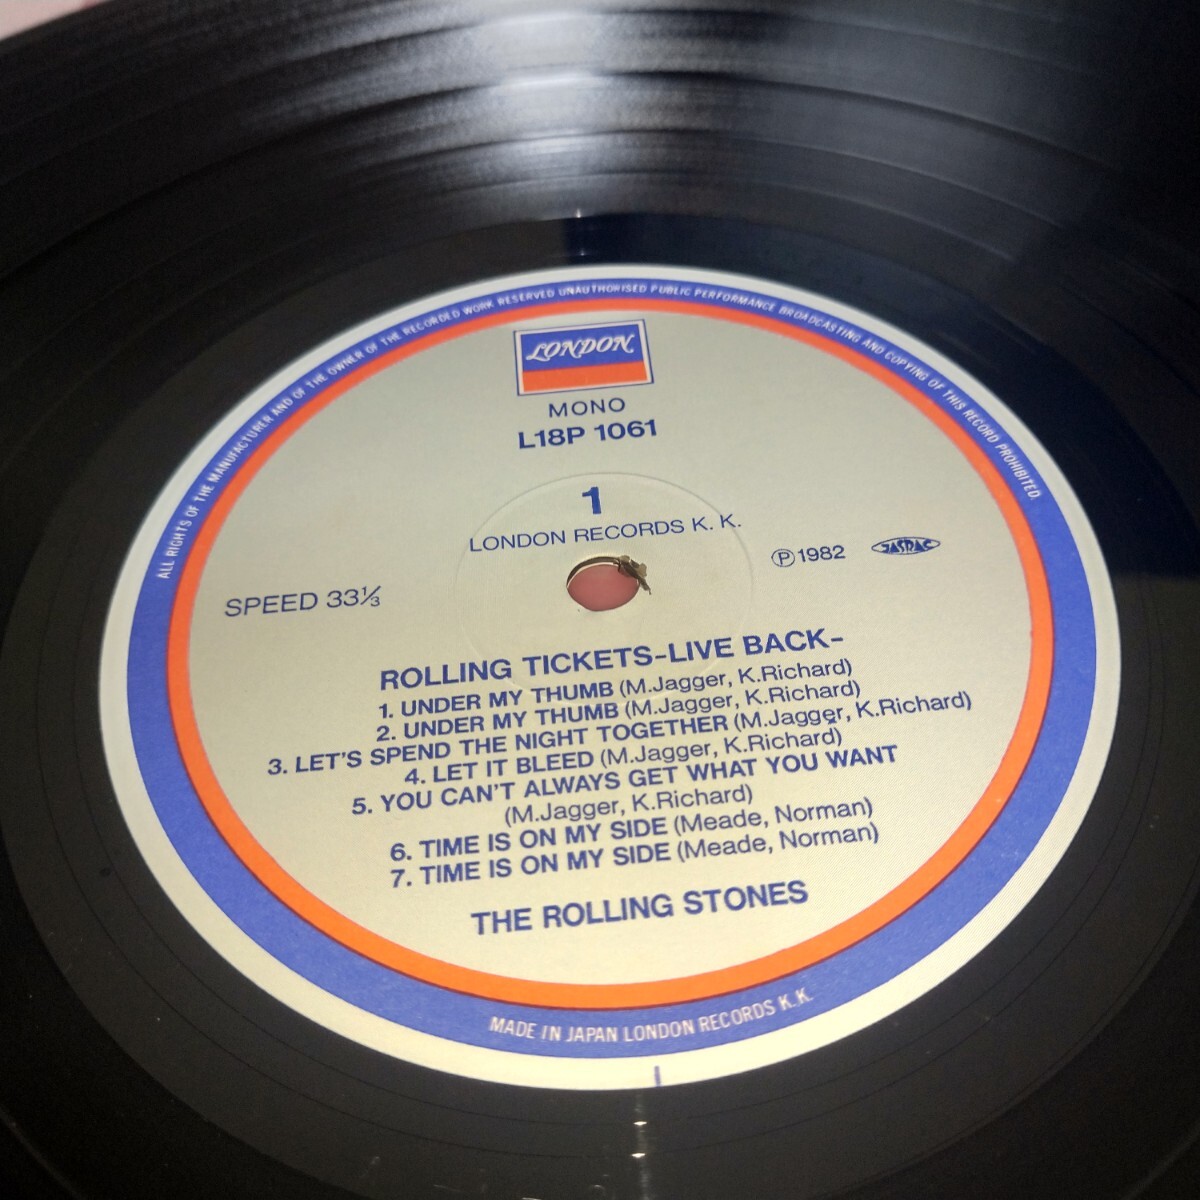 ALL RIGHTS OF THE MANUFACTURER AND OF THE OWNER OF THE RECORDED WORK RESERVED UNAUTHORISED PUBLIC PERFORMANCE BROADCASTING AND COPYING OF THIS RECORD PROHIBITED.
LONDON
MONO
L18P 1061
1
LONDON RECORDS K. K.
SPEED 33⅓
Ⓟ1982 JASRAC
ROLLING TICKETS-LIVE BACK-
1. UNDER MY THUMB (M.Jagger, K.Richard)
2. UNDER MY THUMB (M.Jagger, K.Richard)
3. LET'S SPEND THE NIGHT TOGETHER (M.Jagger, K.Richard)
4. LET IT BLEED (M.Jagger, K.Richard)
5. YOU CAN'T ALWAYS GET WHAT YOU WANT
(M.Jagger, K.Richard)
6. TIME IS ON MY SIDE (Meade, Norman)
7. TIME IS ON MY SIDE (Meade, Norman)
THE ROLLING STONES
MADE IN JAPAN LONDON RECORDS K.K.